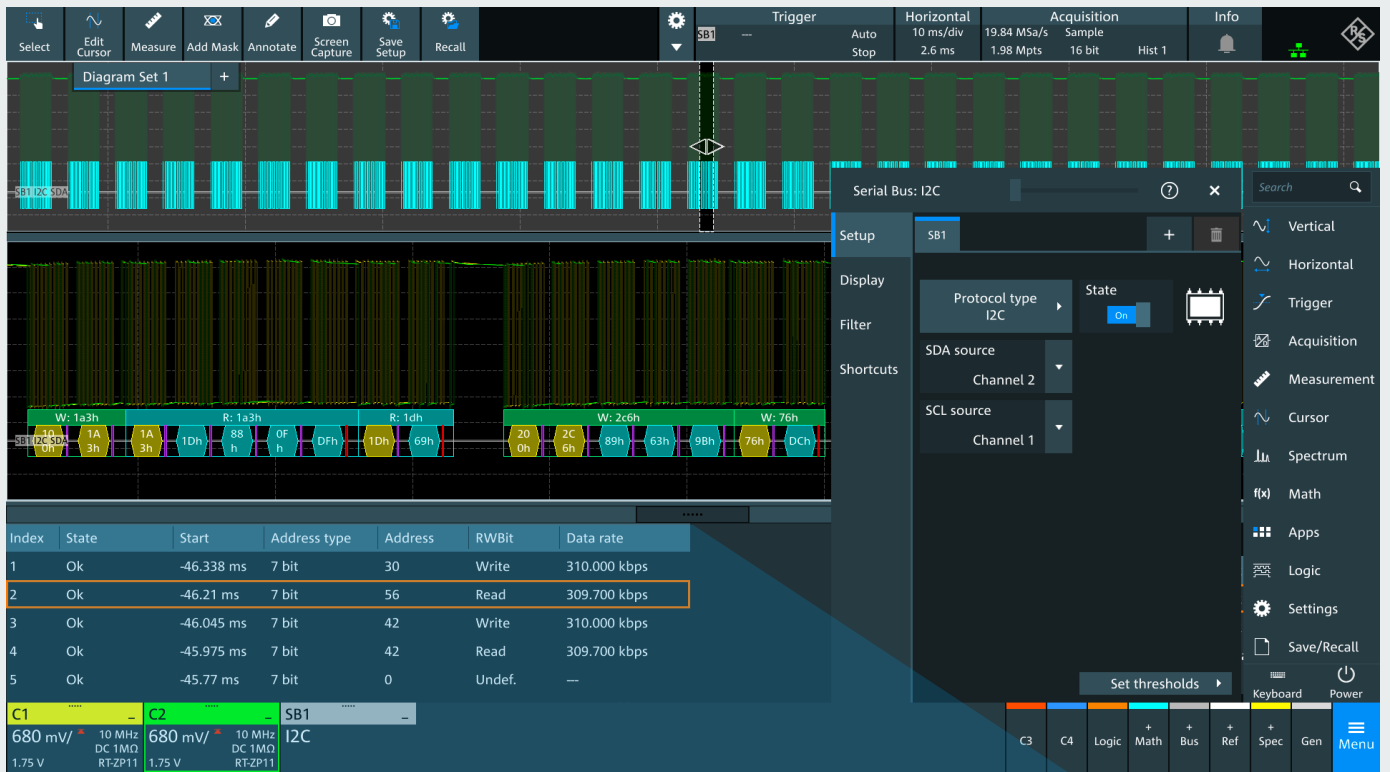 Select
Edit Cursor
Measure
Add Mask
Annotate
Screen Capture
Save Setup
Recall
SB1
Trigger
---
Auto
Stop
Horizontal
10 ms/div
2.6 ms
Acquisition
19.84 MSa/s Sample
1.98 Mpts 16 bit Hist 1
Info
R&S
Diagram Set 1 +
SB1 I2C SDA
W: 1a3h R: 1a3h R: 1dh W: 2c6h W: 76h
SB1 I2C SDA
10 0h 1A 3h 1A 3h 1Dh 88 h 0F h DFh 1Dh 69h 20 0h 2C 6h 89h 63h 9Bh 76h DCh
Serial Bus: I2C ? ×
Setup
Display
Filter
Shortcuts
SB1 +
Protocol type
I2C
State
On
SDA source
Channel 2
SCL source
Channel 1
Set thresholds
Search
Vertical
Horizontal
Trigger
Acquisition
Measurement
Cursor
Spectrum
f(x) Math
Apps
Logic
Settings
Save/Recall
Keyboard Power
Index State Start Address type Address RWBit Data rate
1 Ok -46.338 ms 7 bit 30 Write 310.000 kbps
2 Ok -46.21 ms 7 bit 56 Read 309.700 kbps
3 Ok -46.045 ms 7 bit 42 Write 310.000 kbps
4 Ok -45.975 ms 7 bit 42 Read 309.700 kbps
5 Ok -45.77 ms 7 bit 0 Undef. ---
C1
680 mV/ 10 MHz
DC 1MΩ
1.75 V RT-ZP11
C2
680 mV/ 10 MHz
DC 1MΩ
1.75 V RT-ZP11
SB1
I2C
C3
C4
Logic
+ Math
+ Bus
+ Ref
+ Spec
Gen
Menu